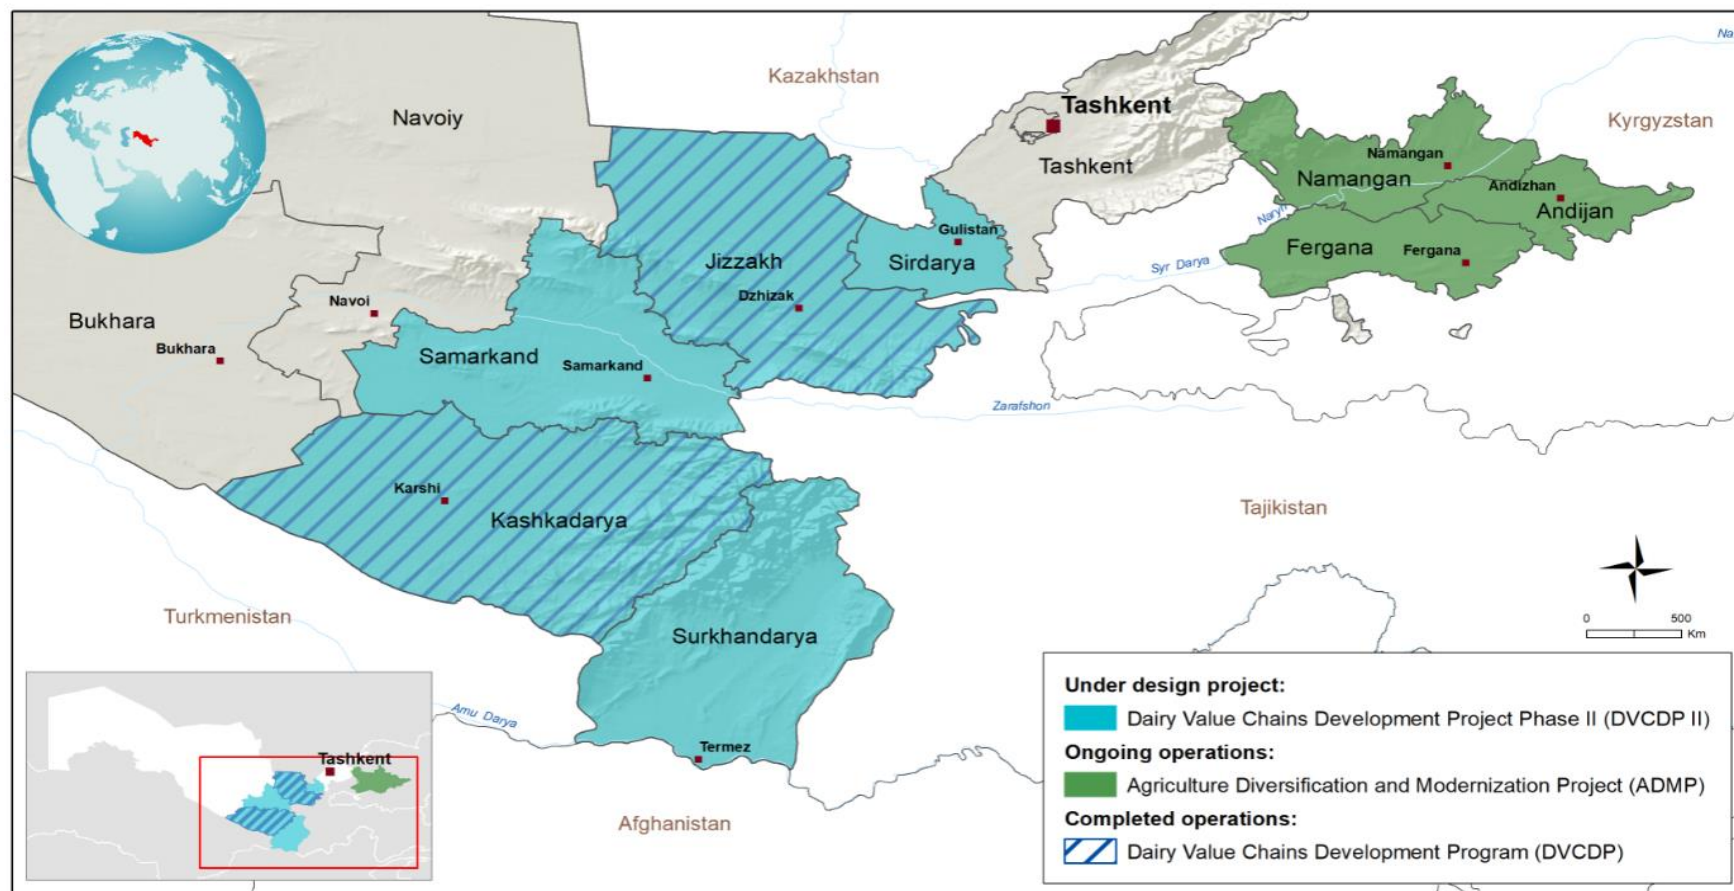 Na
Kazakhstan
Tashkent
Navoiy
Kyrgyzstan
Tashkent
Namangan
Namangan
Andizhan
Andijan
Naryn
Gulistan
Fergana
Fergana
Jizzakh
Sirdarya
Syr Darya
Dzhizak
Navoi
Bukhara
Bukhara
Samarkand
Samarkand
Zarafshon
Karshi
Kashkadarya
Tajikistan
Turkmenistan
Surkhandarya
0 500
Km
Amu Darya
Termez
Tashkent
Afghanistan
Under design project:
Dairy Value Chains Development Project Phase II (DVCDP II)
Ongoing operations:
Agriculture Diversification and Modernization Project (ADMP)
Completed operations:
Dairy Value Chains Development Program (DVCDP)